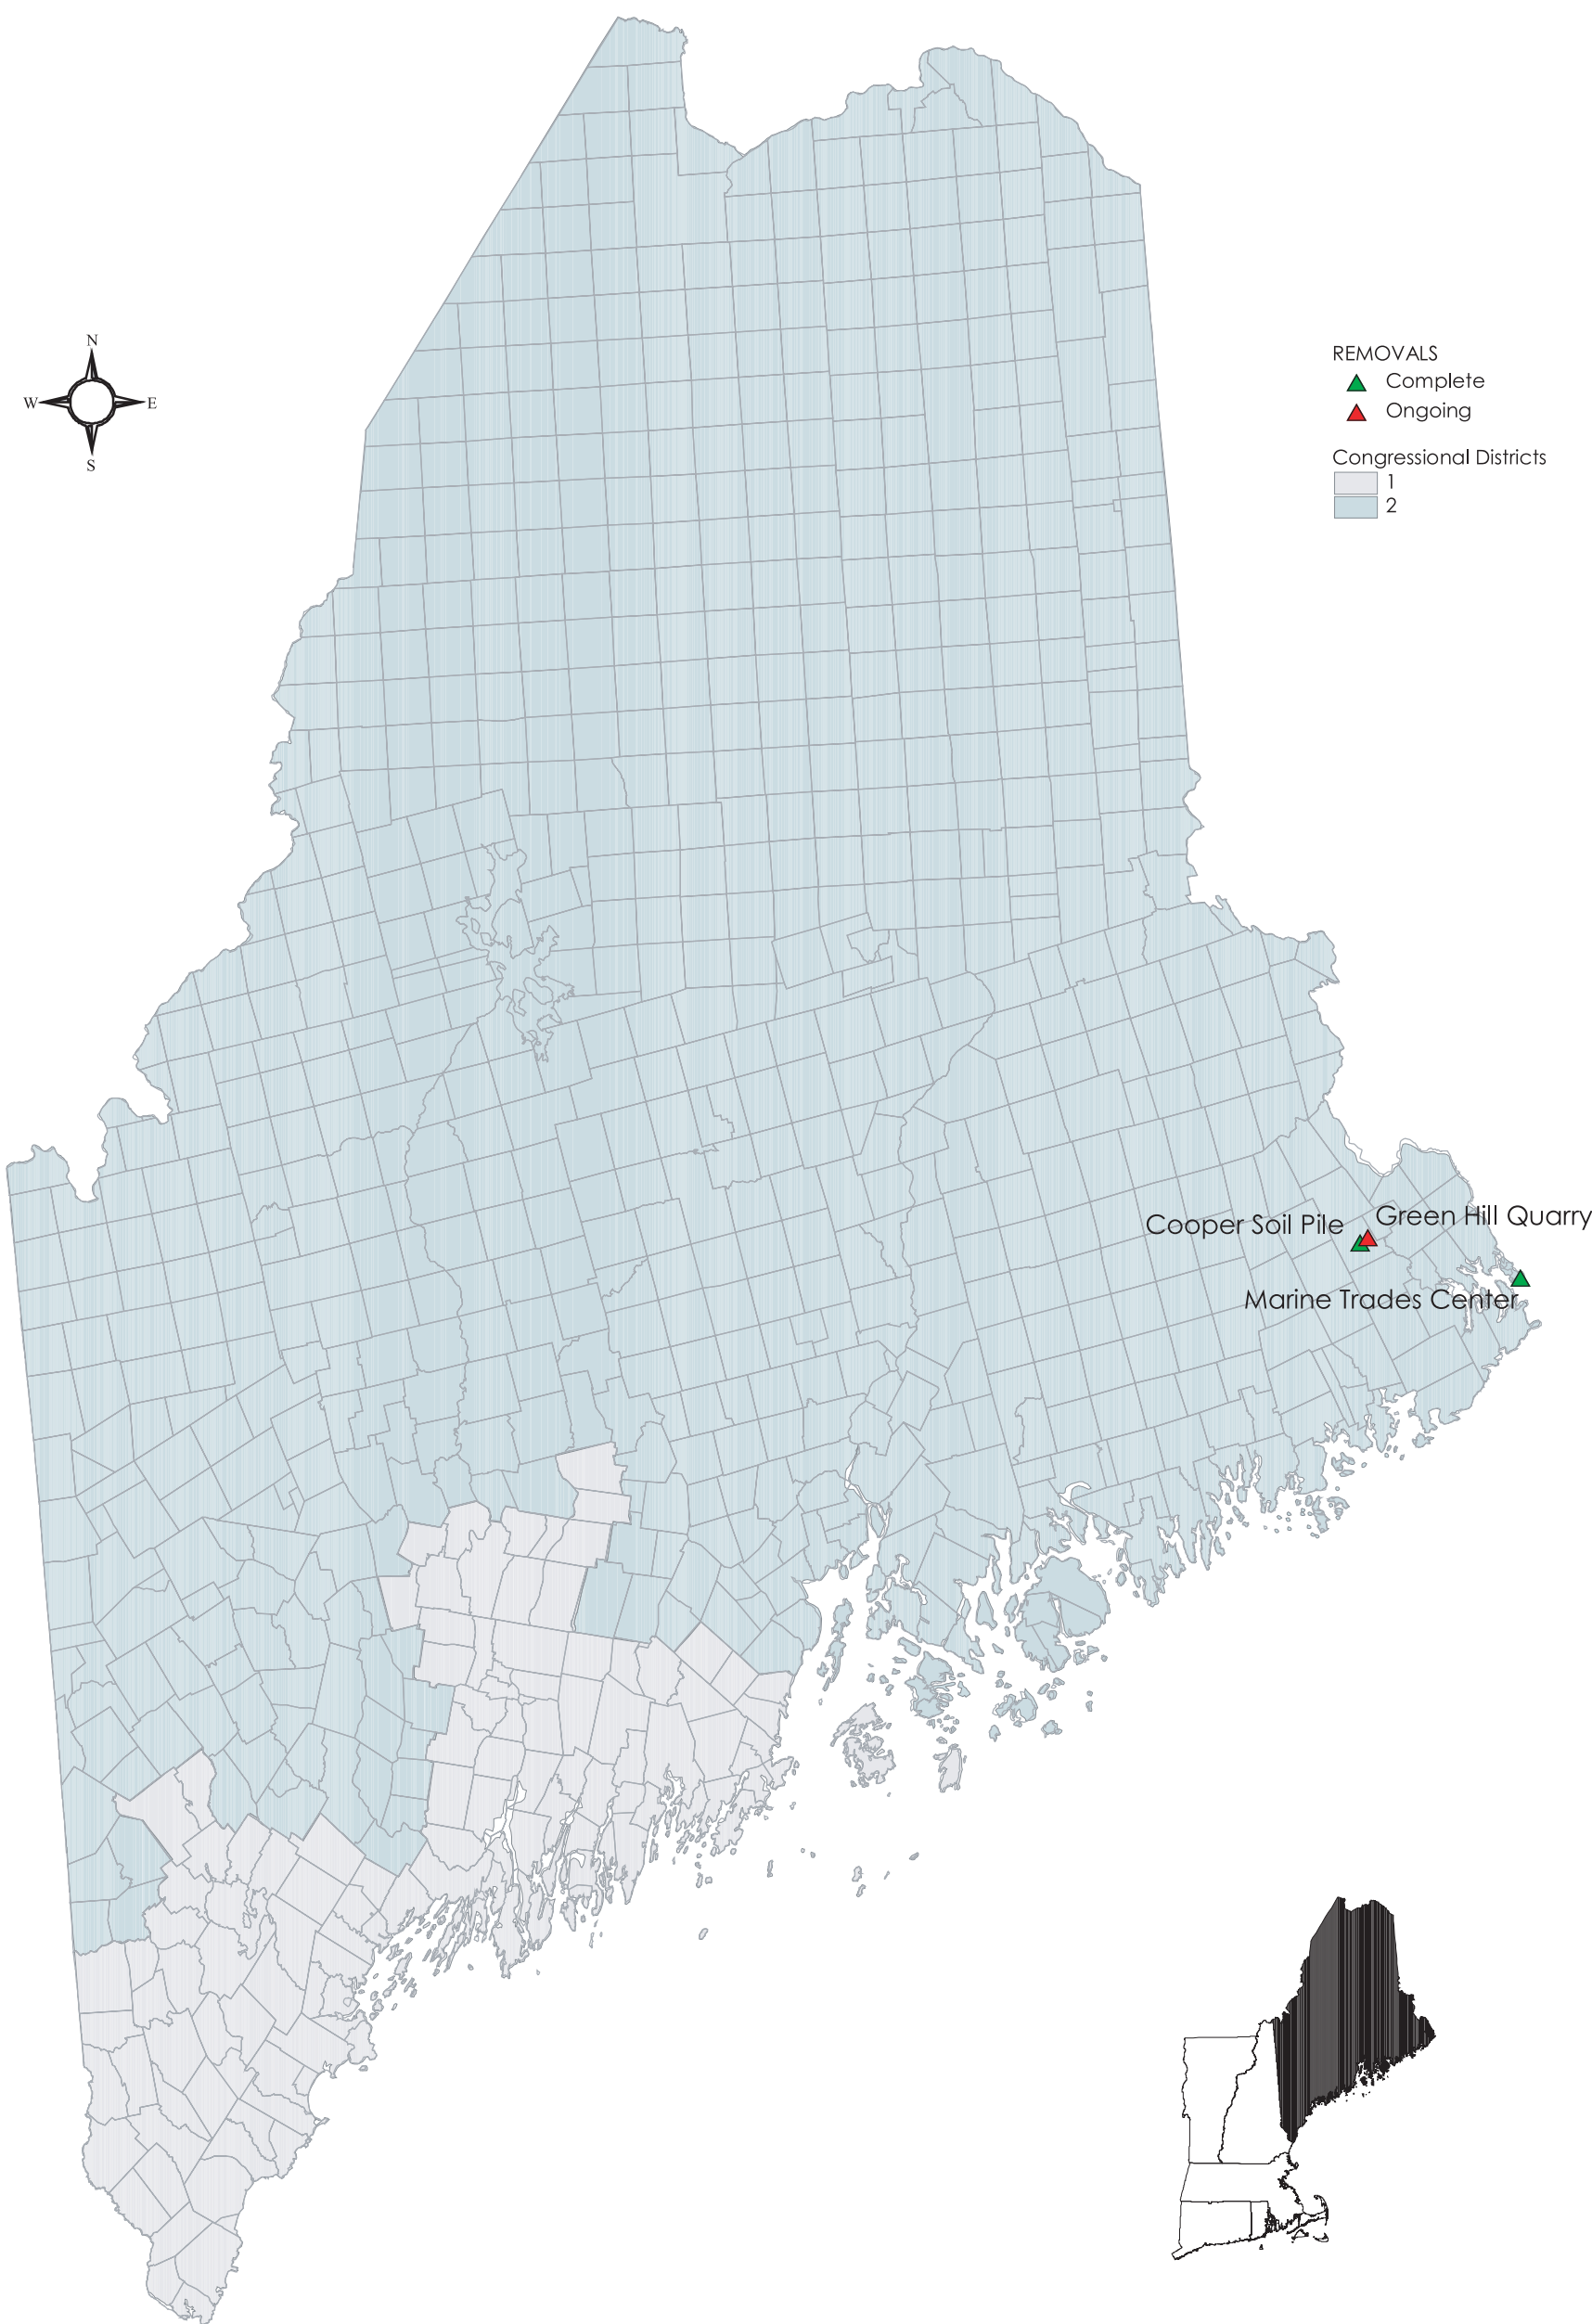 N
W E
S
REMOVALS
Complete
Ongoing
Congressional Districts
1
2
Cooper Soil Pile
Green Hill Quarry
Marine Trades Center